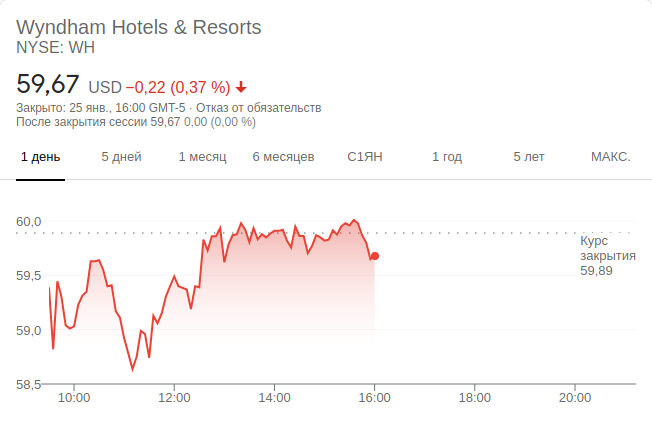 Wyndham Hotels & Resorts
NYSE: WH
59,67 USD −0,22 (0,37 %)
Закрыто: 25 янв., 16:00 GMT-5 · Отказ от обязательств
После закрытия сессии 59,67 0,00 (0,00 %)
1 день 5 дней 1 месяц 6 месяцев С1ЯН 1 год 5 лет МАКС.
60,0
Курс
закрытия
59,89
59,5
59,0
58,5
10:00 12:00 14:00 16:00 18:00 20:00